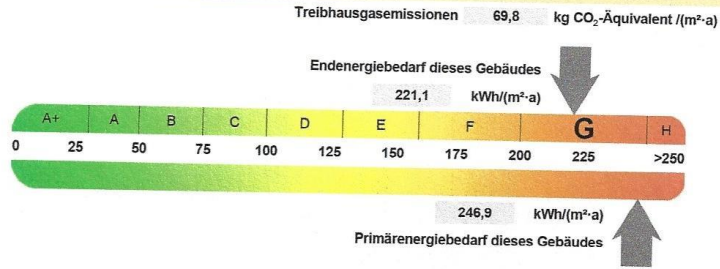 Treibhausgasemissionen 69,8 kg CO₂-Äquivalent /(m²·a)
Endenergiebedarf dieses Gebäudes
221,1 kWh/(m²·a)
A+ A B C D E F G H
0 25 50 75 100 125 150 175 200 225 >250
246,9 kWh/(m²·a)
Primärenergiebedarf dieses Gebäudes